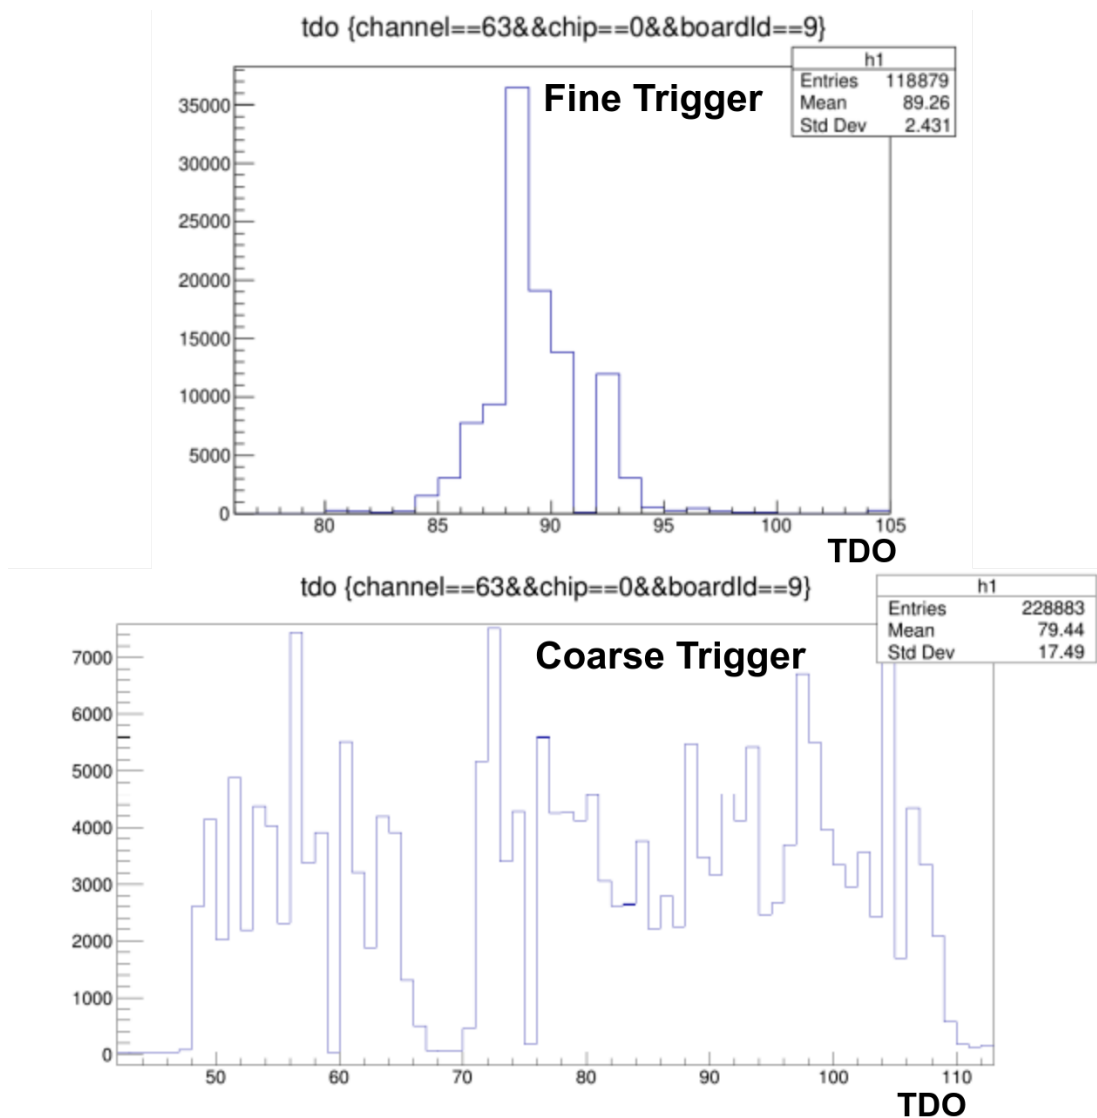 tdo {channel==63&&chip==0&&boardId==9}
h1
Entries 118879
Mean 89.26
Std Dev 2.431
Fine Trigger
35000
30000
25000
20000
15000
10000
5000
0
80 85 90 95 100 105
TDO
tdo {channel==63&&chip==0&&boardId==9}
h1
Entries 228883
Mean 79.44
Std Dev 17.49
Coarse Trigger
7000
6000
5000
4000
3000
2000
1000
0
50 60 70 80 90 100 110
TDO